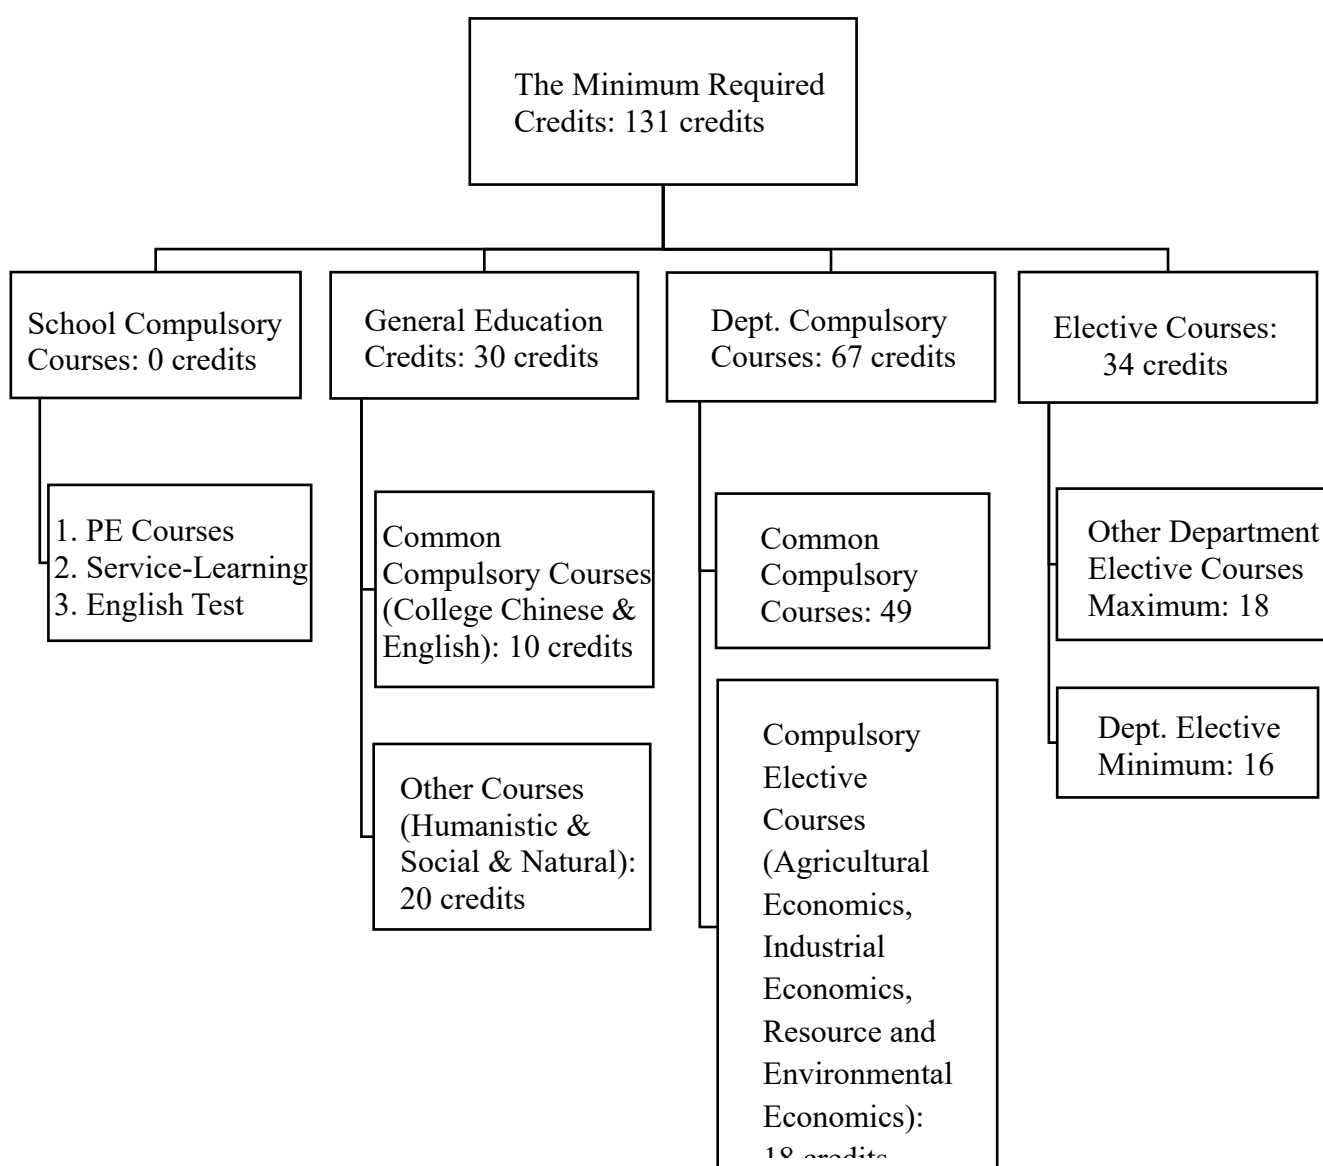 The Minimum Required
Credits: 131 credits
School Compulsory
Courses: 0 credits
General Education
Credits: 30 credits
Dept. Compulsory
Courses: 67 credits
Elective Courses:
34 credits
1. PE Courses
2. Service-Learning
3. English Test
Common
Compulsory Courses
(College Chinese &
English): 10 credits
Other Courses
(Humanistic &
Social & Natural):
20 credits
Common
Compulsory
Courses: 49
Compulsory
Elective
Courses
(Agricultural
Economics,
Industrial
Economics,
Resource and
Environmental
Economics):
18 credits
Other Department
Elective Courses
Maximum: 18
Dept. Elective
Minimum: 16